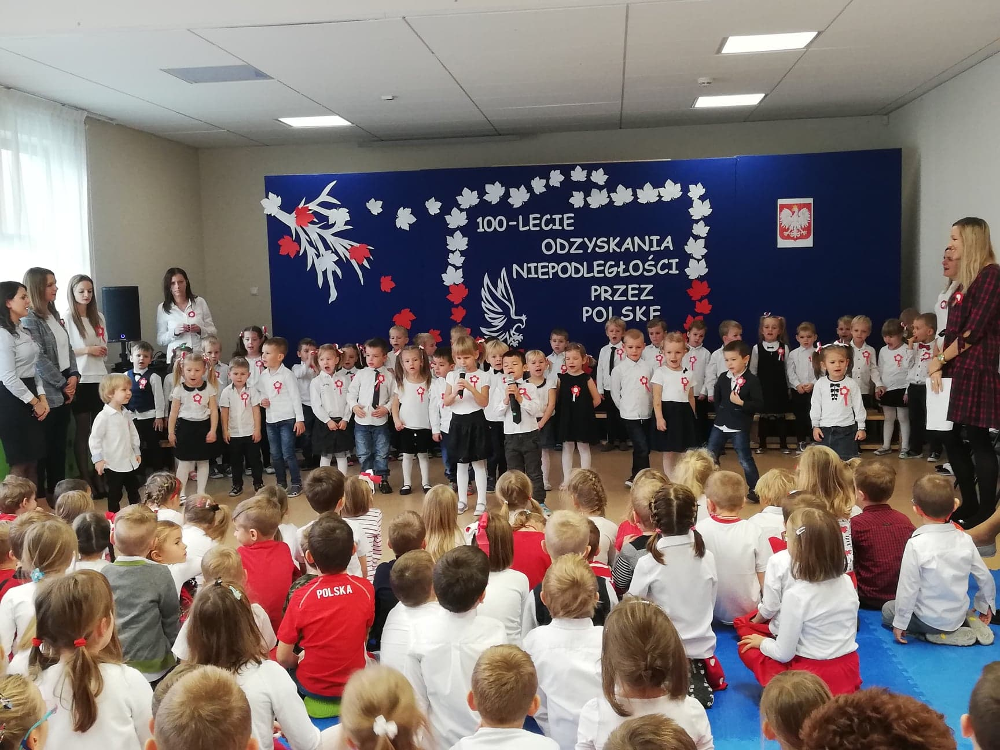 100-LECIE
ODZYSKANIA
NIEPODLEGŁOŚCI
PRZEZ
POLSKĘ
POLSKA